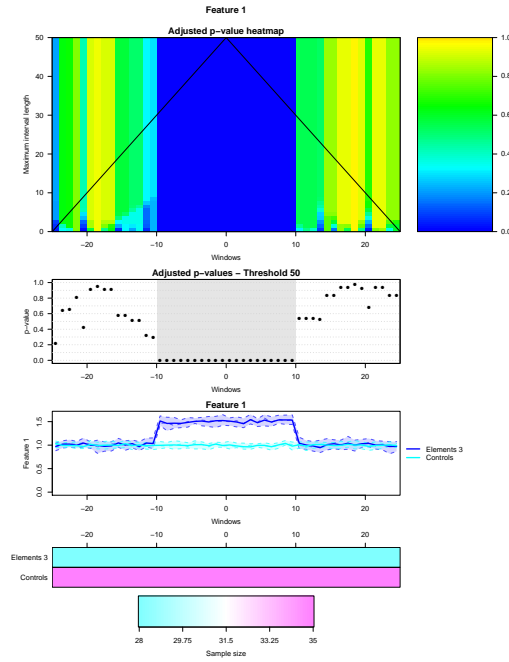 Feature 1
Adjusted p−value heatmap
Maximum interval length
50
40
30
20
10
0
−20 −10 0 10 20
Windows
1.0
0.8
0.6
0.4
0.2
0.0
Adjusted p−values − Threshold 50
p−value
1.0
0.8
0.6
0.4
0.2
0.0
−20 −10 0 10 20
Windows
Feature 1
Feature 1
1.5
1.0
0.5
0.0
Elements 3
Controls
−20 −10 0 10 20
Windows
−20 −10 0 10 20
Elements 3
Controls
28 29.75 31.5 33.25 35
Sample size